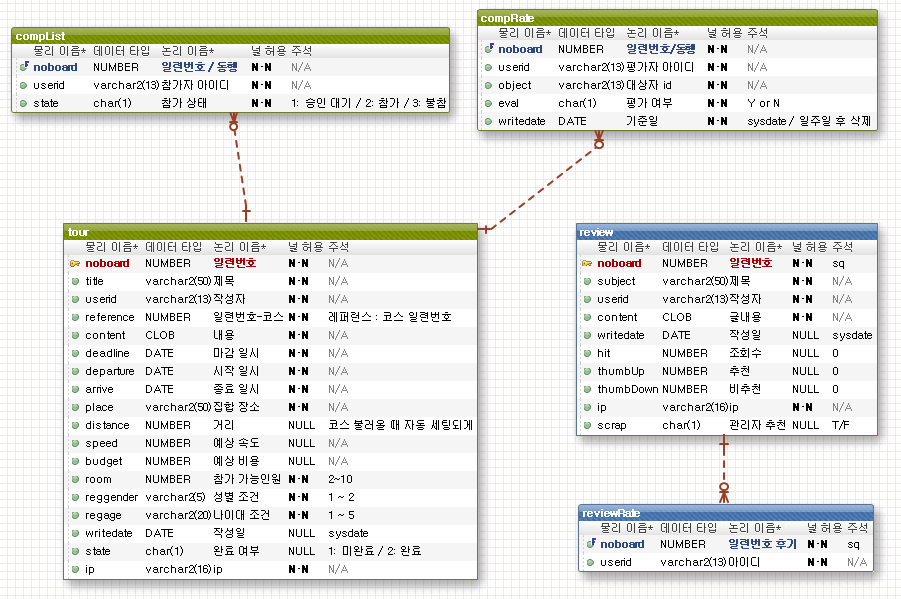 compList
물리 이름* 데이터 타입 논리 이름* 널 허용 주석
noboard NUMBER 일련번호 / 동행 N-N N/A
userid varchar2(13) 참가자 아이디 N-N N/A
state char(1) 참가 상태 N-N 1: 승인 대기 / 2: 참가 / 3: 불참
compRate
물리 이름* 데이터 타입 논리 이름* 널 허용 주석
noboard NUMBER 일련번호/동행 N-N N/A
userid varchar2(13) 평가자 아이디 N-N N/A
object varchar2(13) 대상자 id N-N N/A
eval char(1) 평가 여부 N-N Y or N
writedate DATE 기준일 N-N sysdate / 일주일 후 삭제
tour
물리 이름* 데이터 타입 논리 이름* 널 허용 주석
noboard NUMBER 일련번호 N-N N/A
title varchar2(50) 제목 N-N N/A
userid varchar2(13) 작성자 N-N N/A
reference NUMBER 일련번호-코스 N-N 레퍼런스 : 코스 일련번호
content CLOB 내용 N-N N/A
deadline DATE 마감 일시 N-N N/A
departure DATE 시작 일시 N-N N/A
arrive DATE 종료 일시 N-N N/A
place varchar2(50) 집합 장소 N-N N/A
distance NUMBER 거리 NULL 코스 불러올 때 자동 세팅되게
speed NUMBER 예상 속도 NULL N/A
budget NUMBER 예상 비용 NULL N/A
room NUMBER 참가 가능인원 N-N 2~10
reggender varchar2(5) 성별 조건 N-N 1 ~ 2
regage varchar2(20) 나이대 조건 N-N 1 ~ 5
writedate DATE 작성일 NULL sysdate
state char(1) 완료 여부 NULL 1: 미완료 / 2: 완료
ip varchar2(16) ip N-N N/A
review
물리 이름* 데이터 타입 논리 이름* 널 허용 주석
noboard NUMBER 일련번호 N-N sq
subject varchar2(50) 제목 N-N N/A
userid varchar2(13) 작성자 N-N N/A
content CLOB 글내용 N-N N/A
writedate DATE 작성일 NULL sysdate
hit NUMBER 조회수 NULL 0
thumbUp NUMBER 추천 NULL 0
thumbDown NUMBER 비추천 NULL 0
ip varchar2(16) ip N-N N/A
scrap char(1) 관리자 추천 NULL T/F
reviewRate
물리 이름* 데이터 타입 논리 이름* 널 허용 주석
noboard NUMBER 일련번호 후기 N-N sq
userid varchar2(13) 아이디 N-N N/A